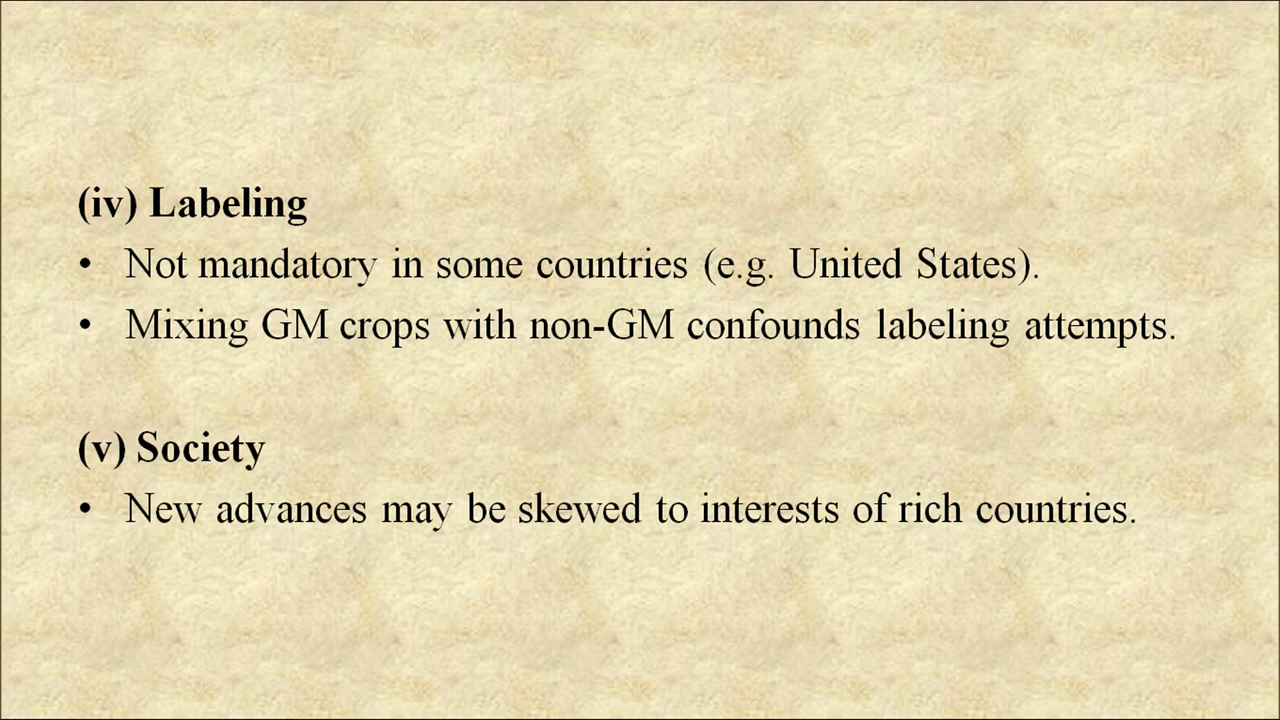 (iv) Labeling
• Not mandatory in some countries (e.g. United States).
• Mixing GM crops with non-GM confounds labeling attempts.
(v) Society
• New advances may be skewed to interests of rich countries.